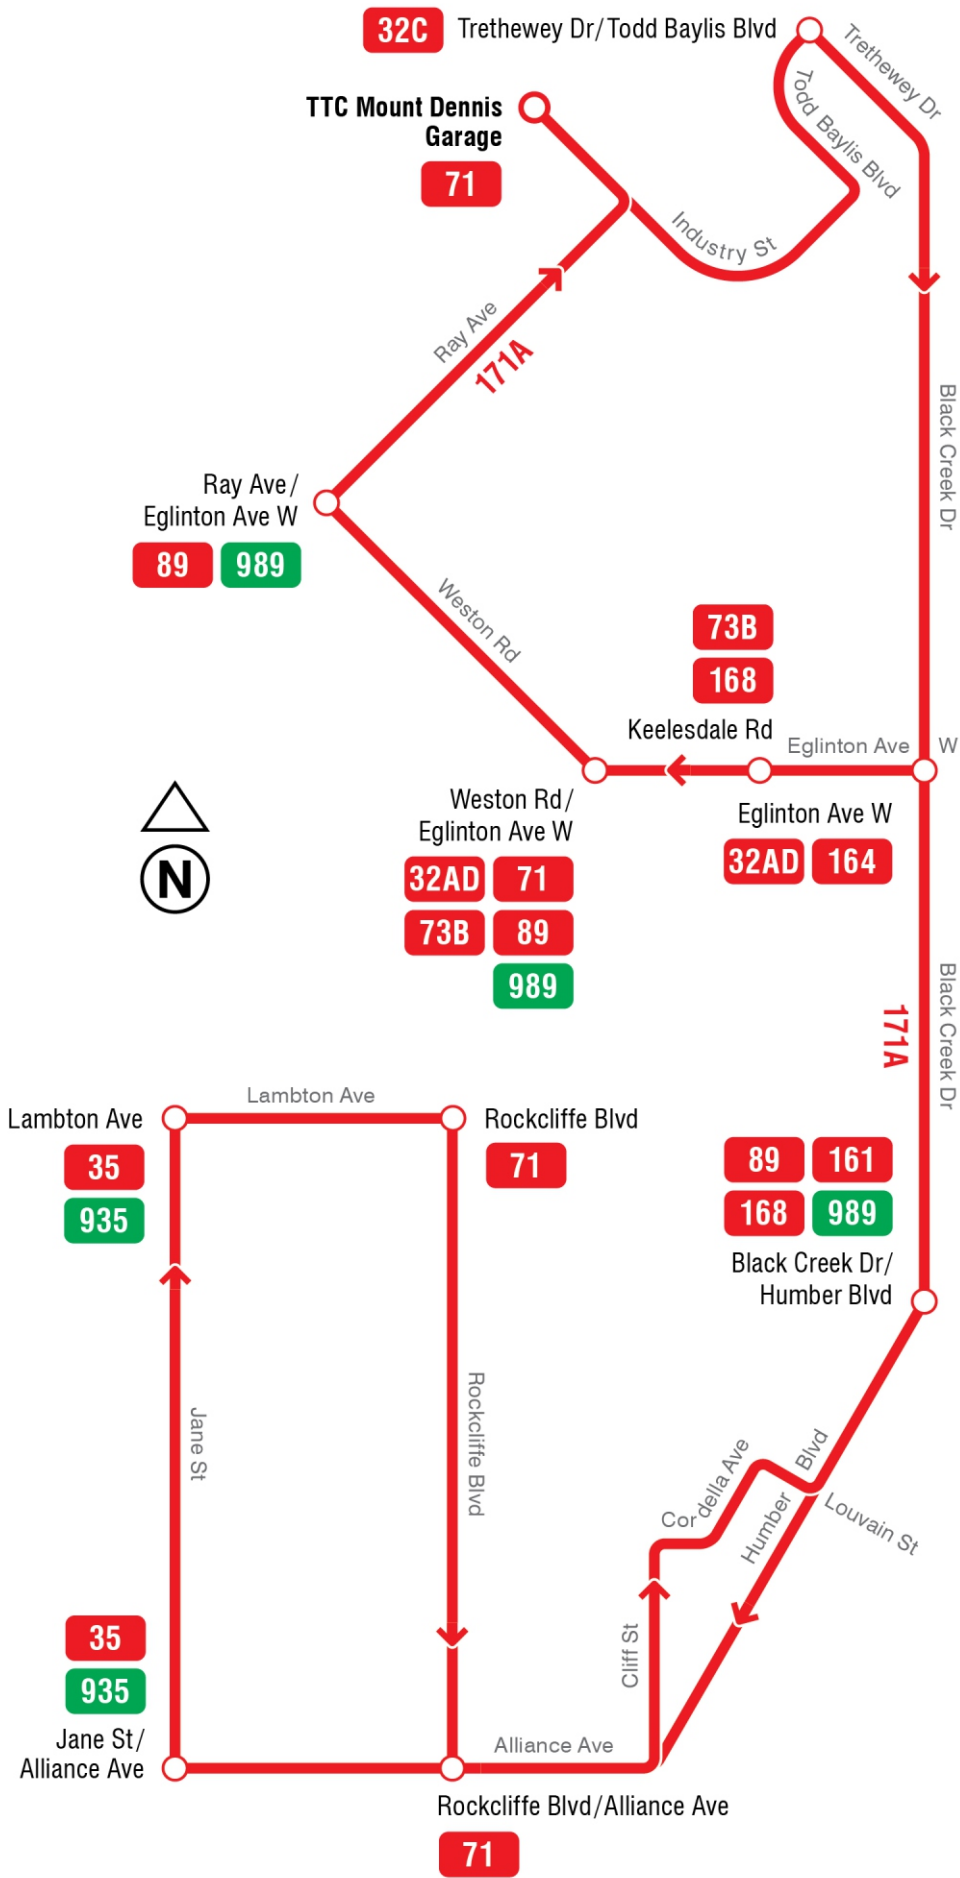 32C
Trethewey Dr/Todd Baylis Blvd
Trethewey Dr
Todd Baylis Blvd
TTC Mount Dennis
Garage
71
Industry St
Ray Ave
171A
Black Creek Dr
Ray Ave/
Eglinton Ave W
89 989
Weston Rd
73B
168
Keelesdale Rd
Eglinton Ave W
Weston Rd/
Eglinton Ave W
32AD 71
73B 89
989
Eglinton Ave W
32AD 164
N
Black Creek Dr
171A
Lambton Ave
Lambton Ave
35
935
Rockcliffe Blvd
71
89 161
168 989
Black Creek Dr/
Humber Blvd
Jane St
Rockcliffe Blvd
Cordella Ave
Humber Blvd
Louvain St
Cliff St
35
935
Jane St/
Alliance Ave
Alliance Ave
Rockcliffe Blvd/Alliance Ave
71